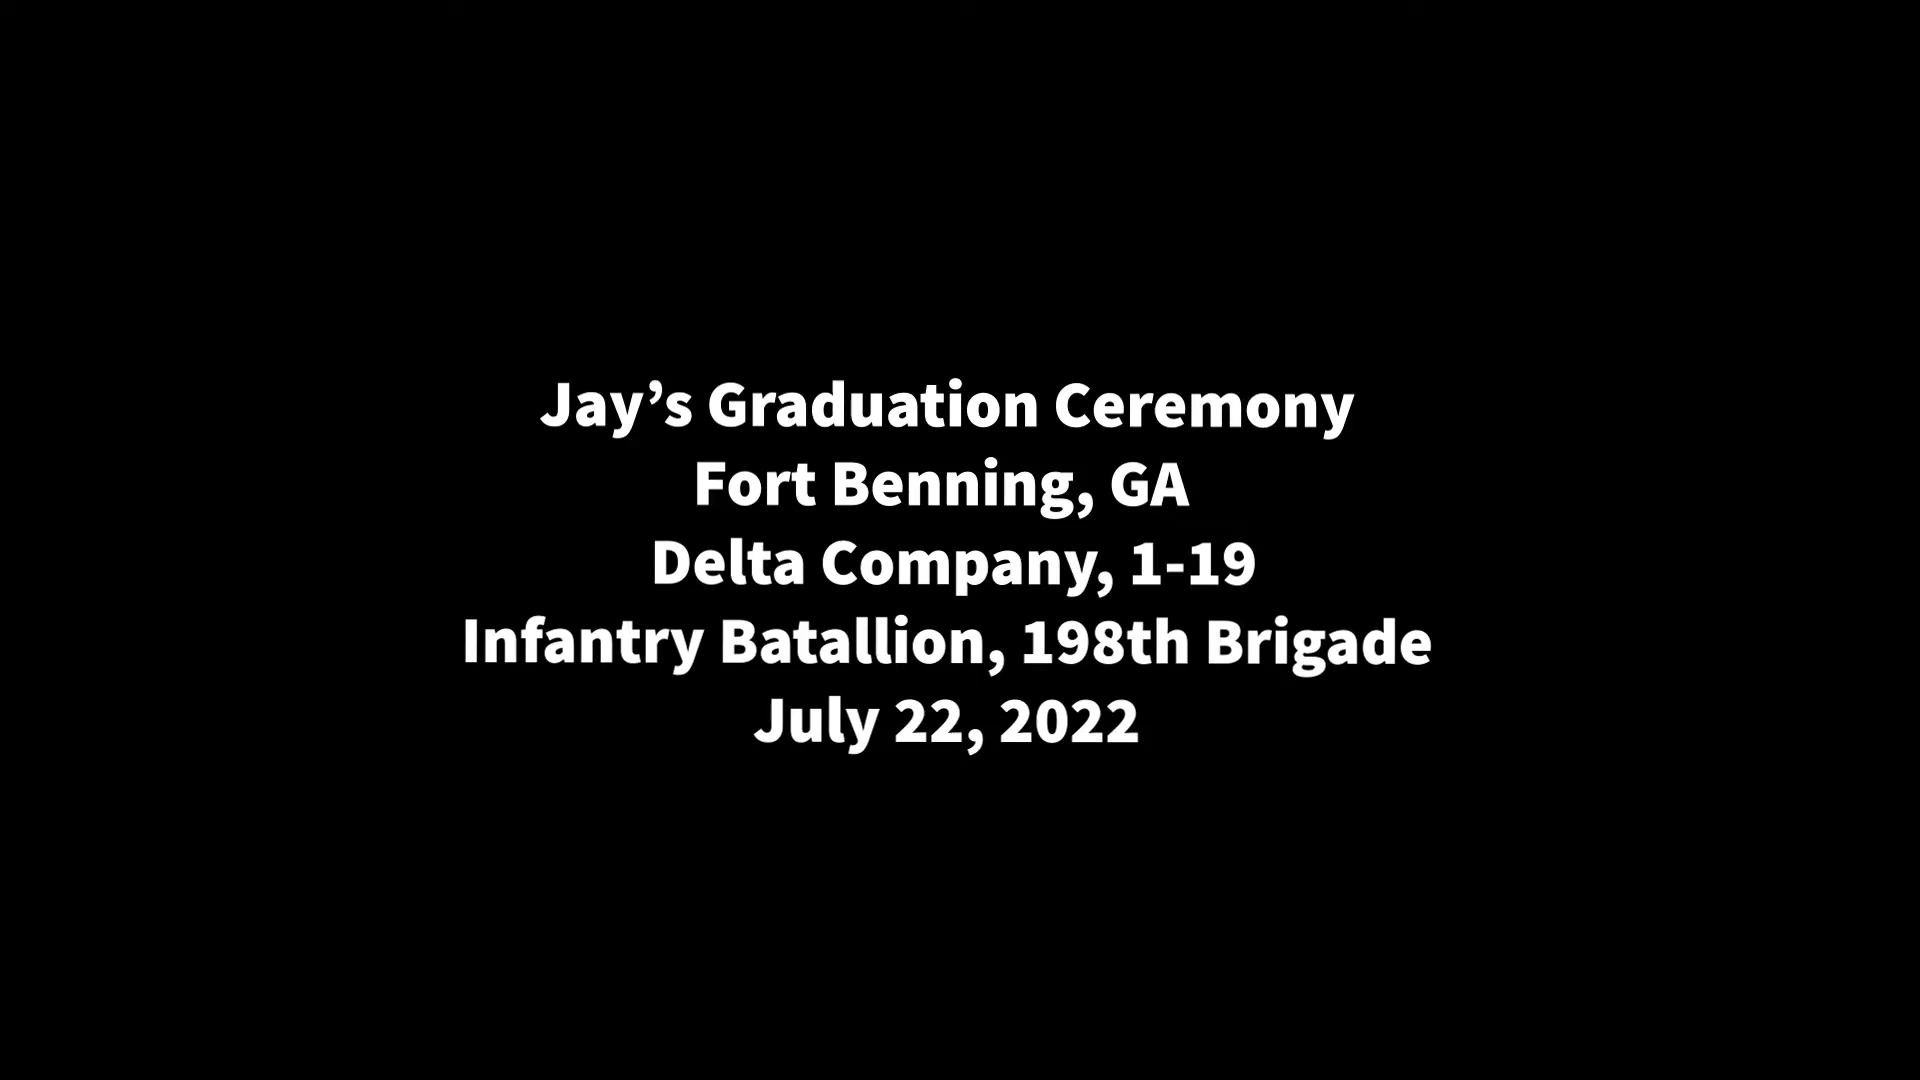 Jay’s Graduation Ceremony
Fort Benning, GA
Delta Company, 1-19
Infantry Batallion, 198th Brigade
July 22, 2022